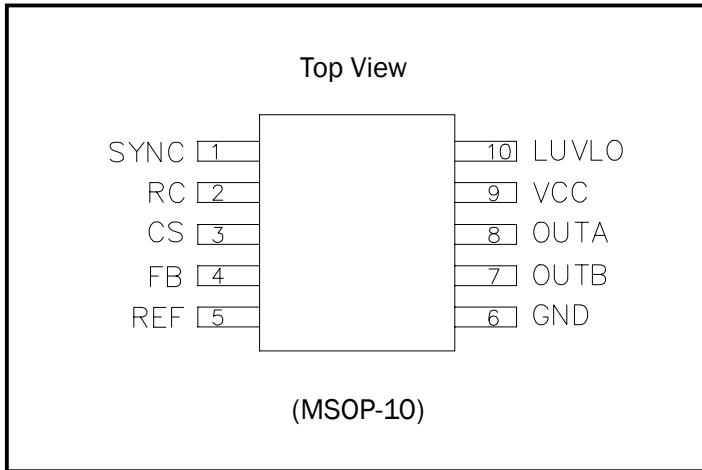 Top View
SYNC 1 10 LUVLO
RC 2 9 VCC
CS 3 8 OUTA
FB 4 7 OUTB
REF 5 6 GND
(MSOP-10)